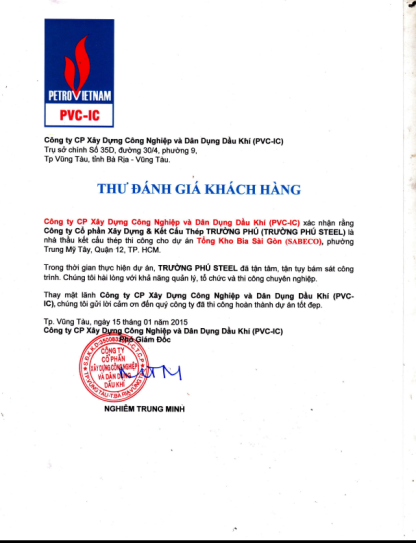 PETROVIETNAM
PVC-IC
Công ty CP Xây Dựng Công Nghiệp và Dân Dụng Dầu Khí (PVC-IC)
Trụ sở chính Số 35D, đường 30/4, phường 9,
Tp Vũng Tàu, tỉnh Bà Rịa - Vũng Tàu.
THƯ ĐÁNH GIÁ KHÁCH HÀNG
Công ty CP Xây Dựng Công Nghiệp và Dân Dụng Dầu Khí (PVC-IC) xác nhận rằng
Công ty Cổ phần Xây Dựng & Kết Cấu Thép TRƯỜNG PHÚ (TRƯỜNG PHÚ STEEL) là
nhà thầu kết cấu thép thi công cho dự án Tổng Kho Bia Sài Gòn (SABECO), phường
Trung Mỹ Tây, Quận 12, TP. HCM.
Trong thời gian thực hiện dự án, TRƯỜNG PHÚ STEEL đã tận tâm, tận tụy bám sát công
trình. Chúng tôi hài lòng với khả năng quản lý, tổ chức và thi công chuyên nghiệp.
Thay mặt lãnh Công ty CP Xây Dựng Công Nghiệp và Dân Dụng Dầu Khí (PVC-
IC), chúng tôi gửi lời cảm ơn đến quý công ty đã thi công hoàn thành dự án tốt đẹp.
Tp. Vũng Tàu, ngày 15 tháng 01 năm 2015
Công ty CP Xây Dựng Công Nghiệp và Dân Dụng Dầu Khí (PVC-IC)
Phó Giám Đốc
CÔNG TY
CỔ PHẦN
XÂY DỰNG CÔNG NGHIỆP
VÀ DÂN DỤNG
DẦU KHÍ
NGHIÊM TRUNG MINH